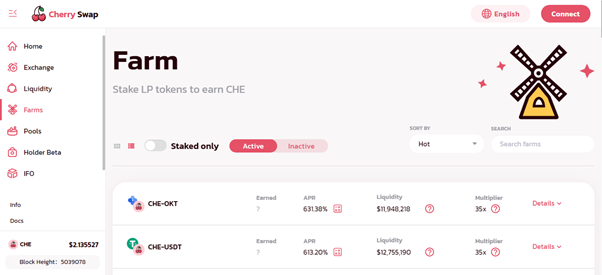 Cherry Swap
English
Connect
Home
Exchange
Liquidity
Farms
Pools
Holder Beta
IFO
Info
Docs
CHE $2.135527
Block Height: 5039078
Farm
Stake LP tokens to earn CHE
Staked only
Active
Inactive
SORT BY
Hot
SEARCH
Search farms
CHE-OKT
Earned
?
APR
631.38%
Liquidity
$11,948,218
?
Multiplier
35x
?
Details
CHE-USDT
Earned
?
APR
613.20%
Liquidity
$12,755,190
?
Multiplier
35x
?
Details